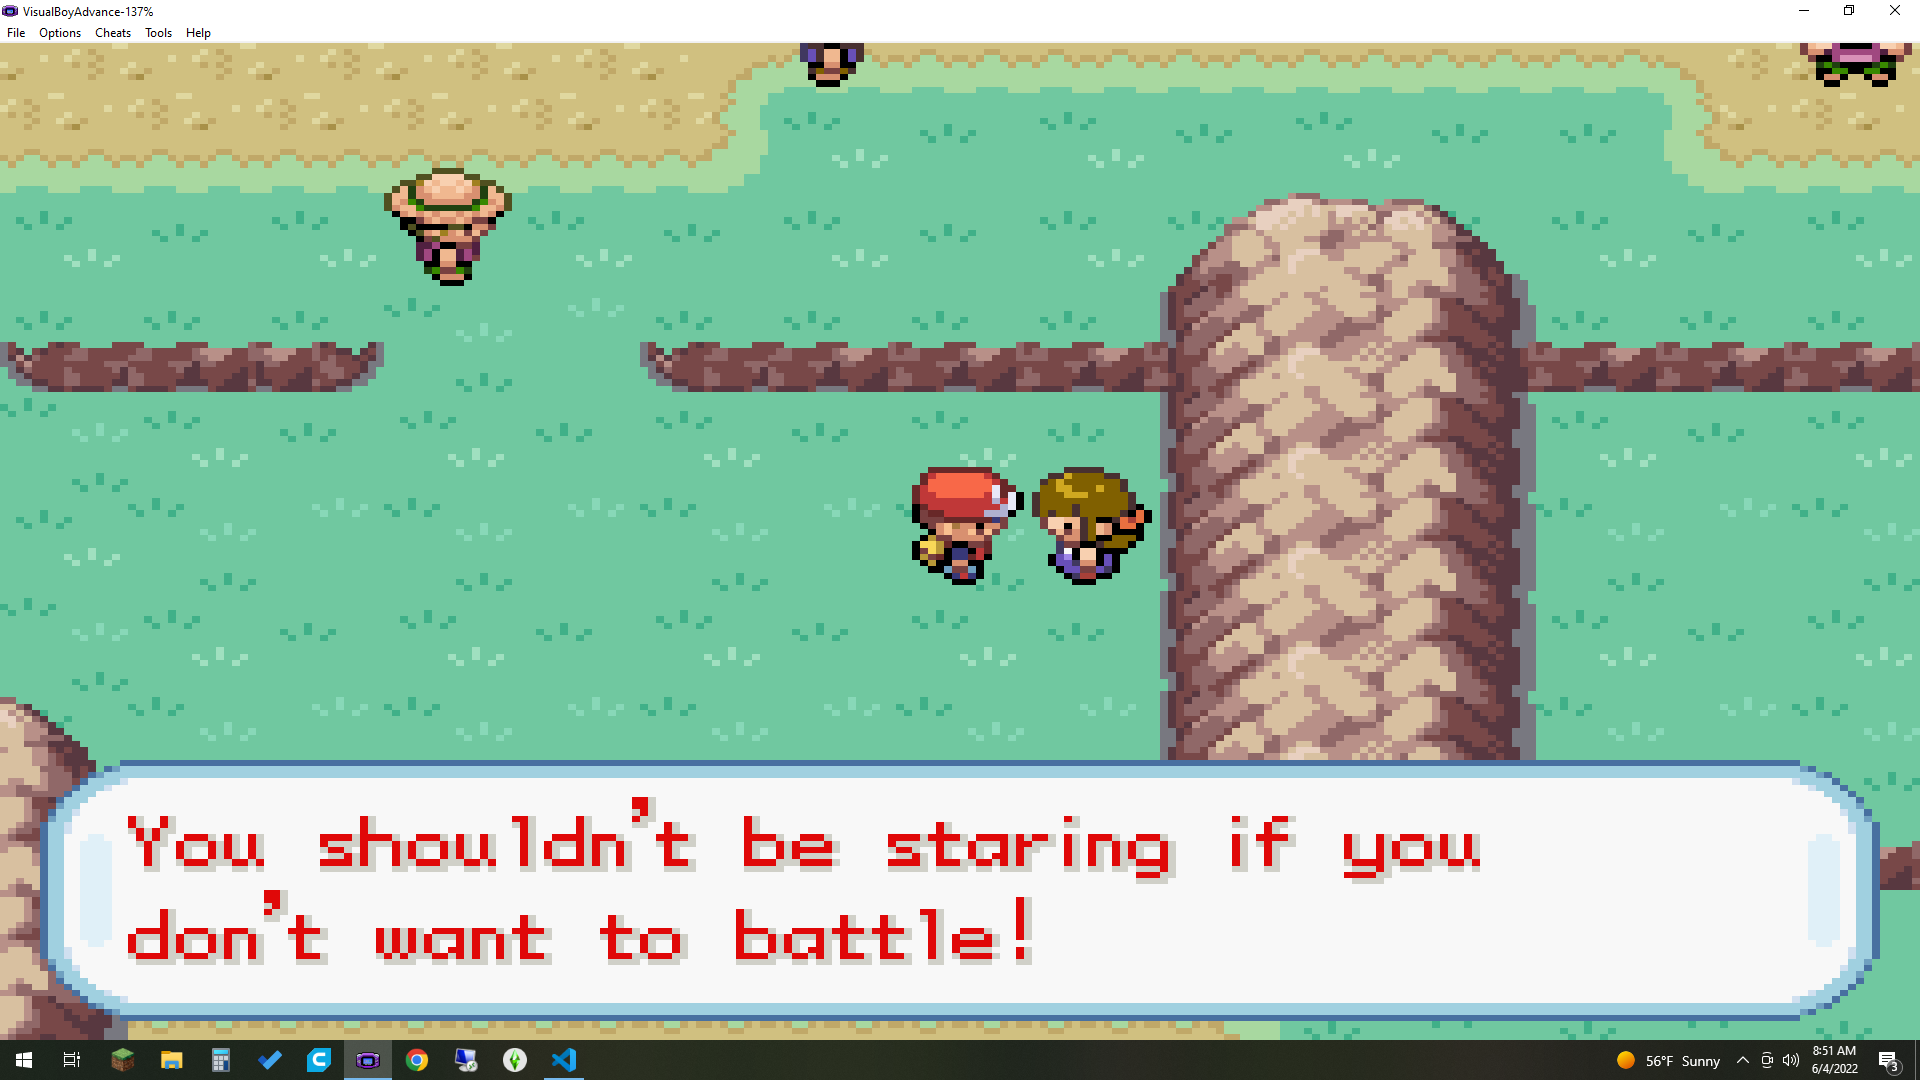 VisualBoyAdvance-137%
File Options Cheats Tools Help
You shouldn't be staring if you
don't want to battle!
56°F Sunny
8:51 AM
6/4/2022
3